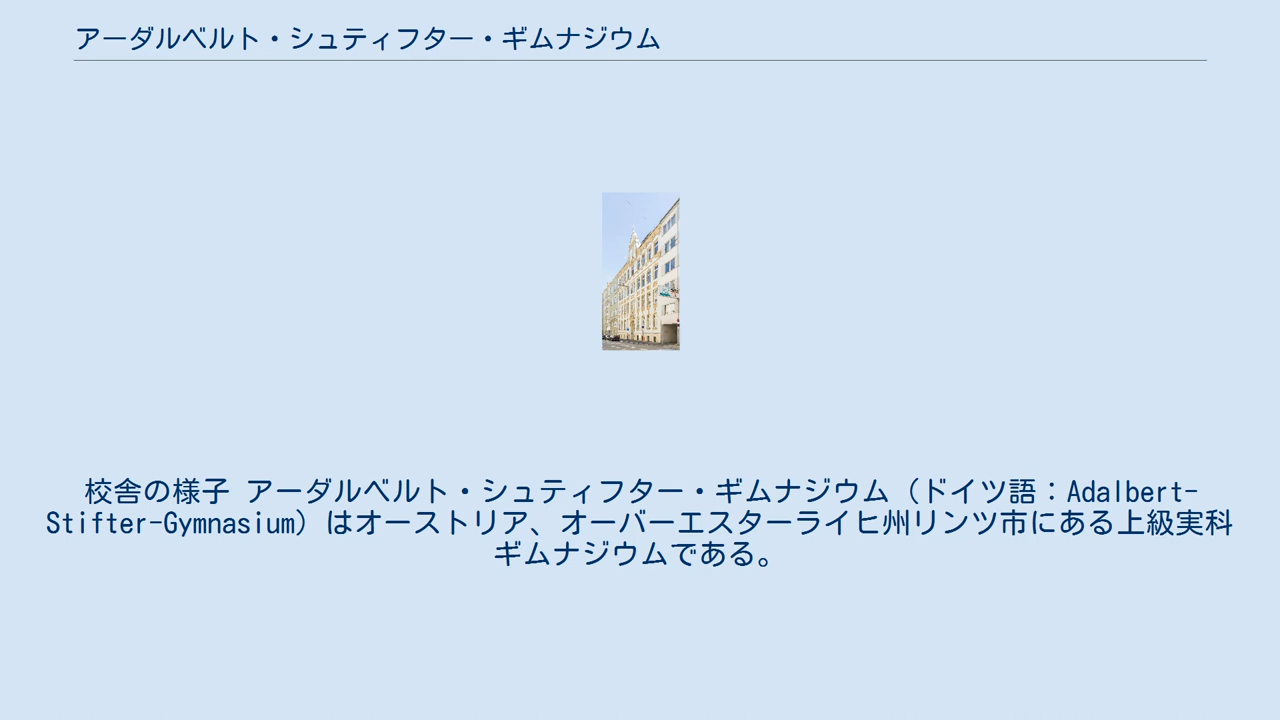 アーダルベルト・シュティフター・ギムナジウム
校舎の様子 アーダルベルト・シュティフター・ギムナジウム（ドイツ語：Adalbert-
Stifter-Gymnasium）はオーストリア、オーバーエスターライヒ州リンツ市にある上級実科
ギムナジウムである。